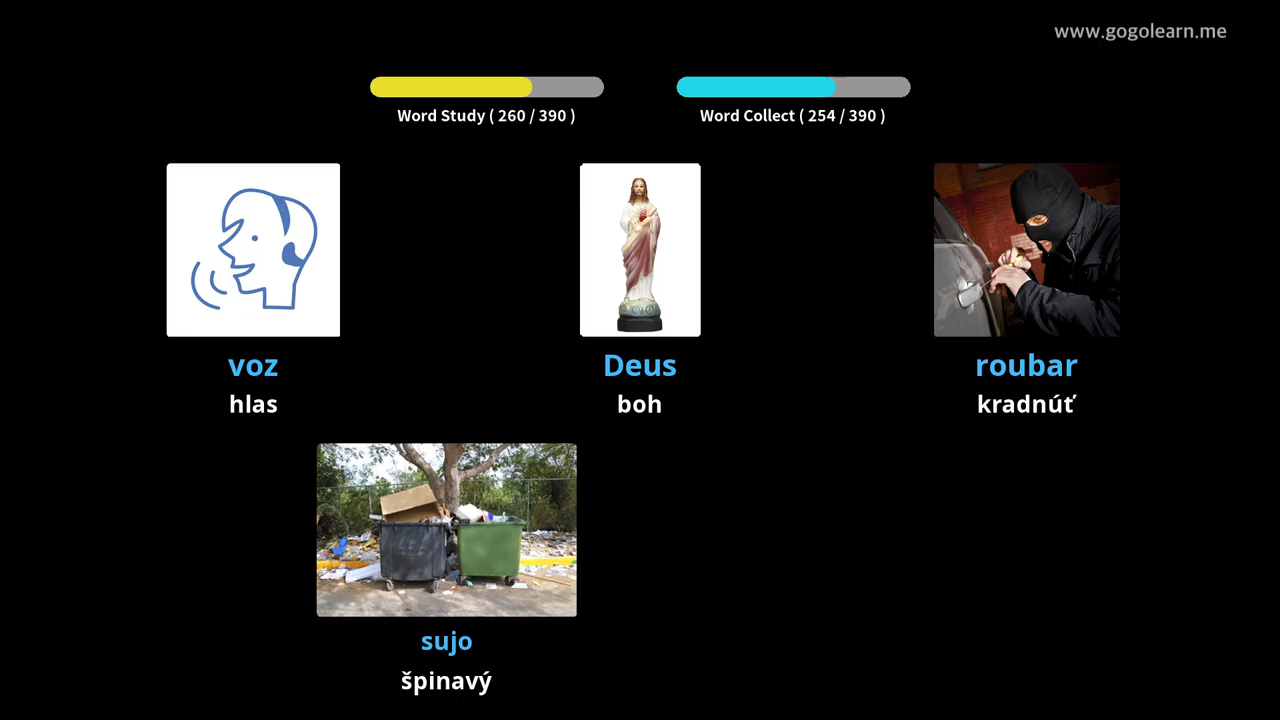 www.gogolearn.me
Word Study ( 260 / 390 )
Word Collect ( 254 / 390 )
voz
hlas
Deus
boh
roubar
kradnúť
sujo
špinavý